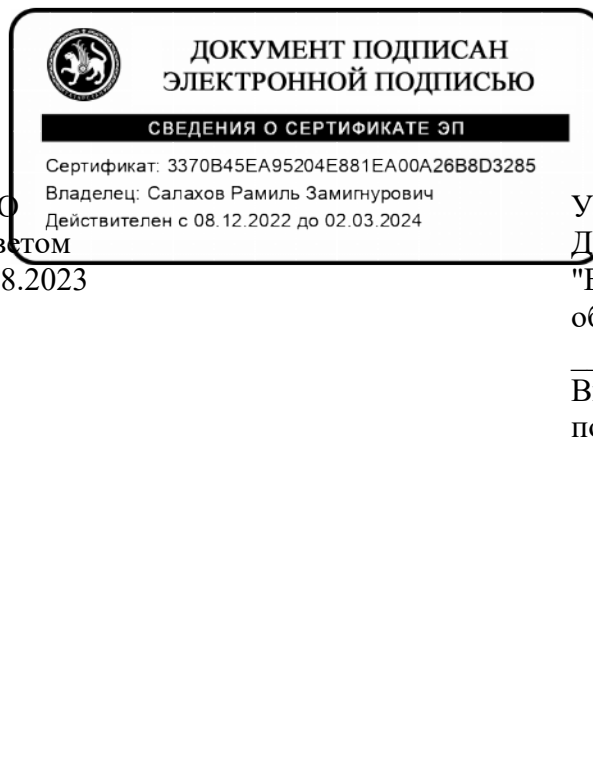 ДОКУМЕНТ ПОДПИСАН
ЭЛЕКТРОННОЙ ПОДПИСЬЮ
СВЕДЕНИЯ О СЕРТИФИКАТЕ ЭП
Сертификат: 3370B45EA95204E881EA00A26B8D3285
Владелец: Салахов Рамиль Замигнурович
Действителен с 08.12.2022 до 02.03.2024
8.2023